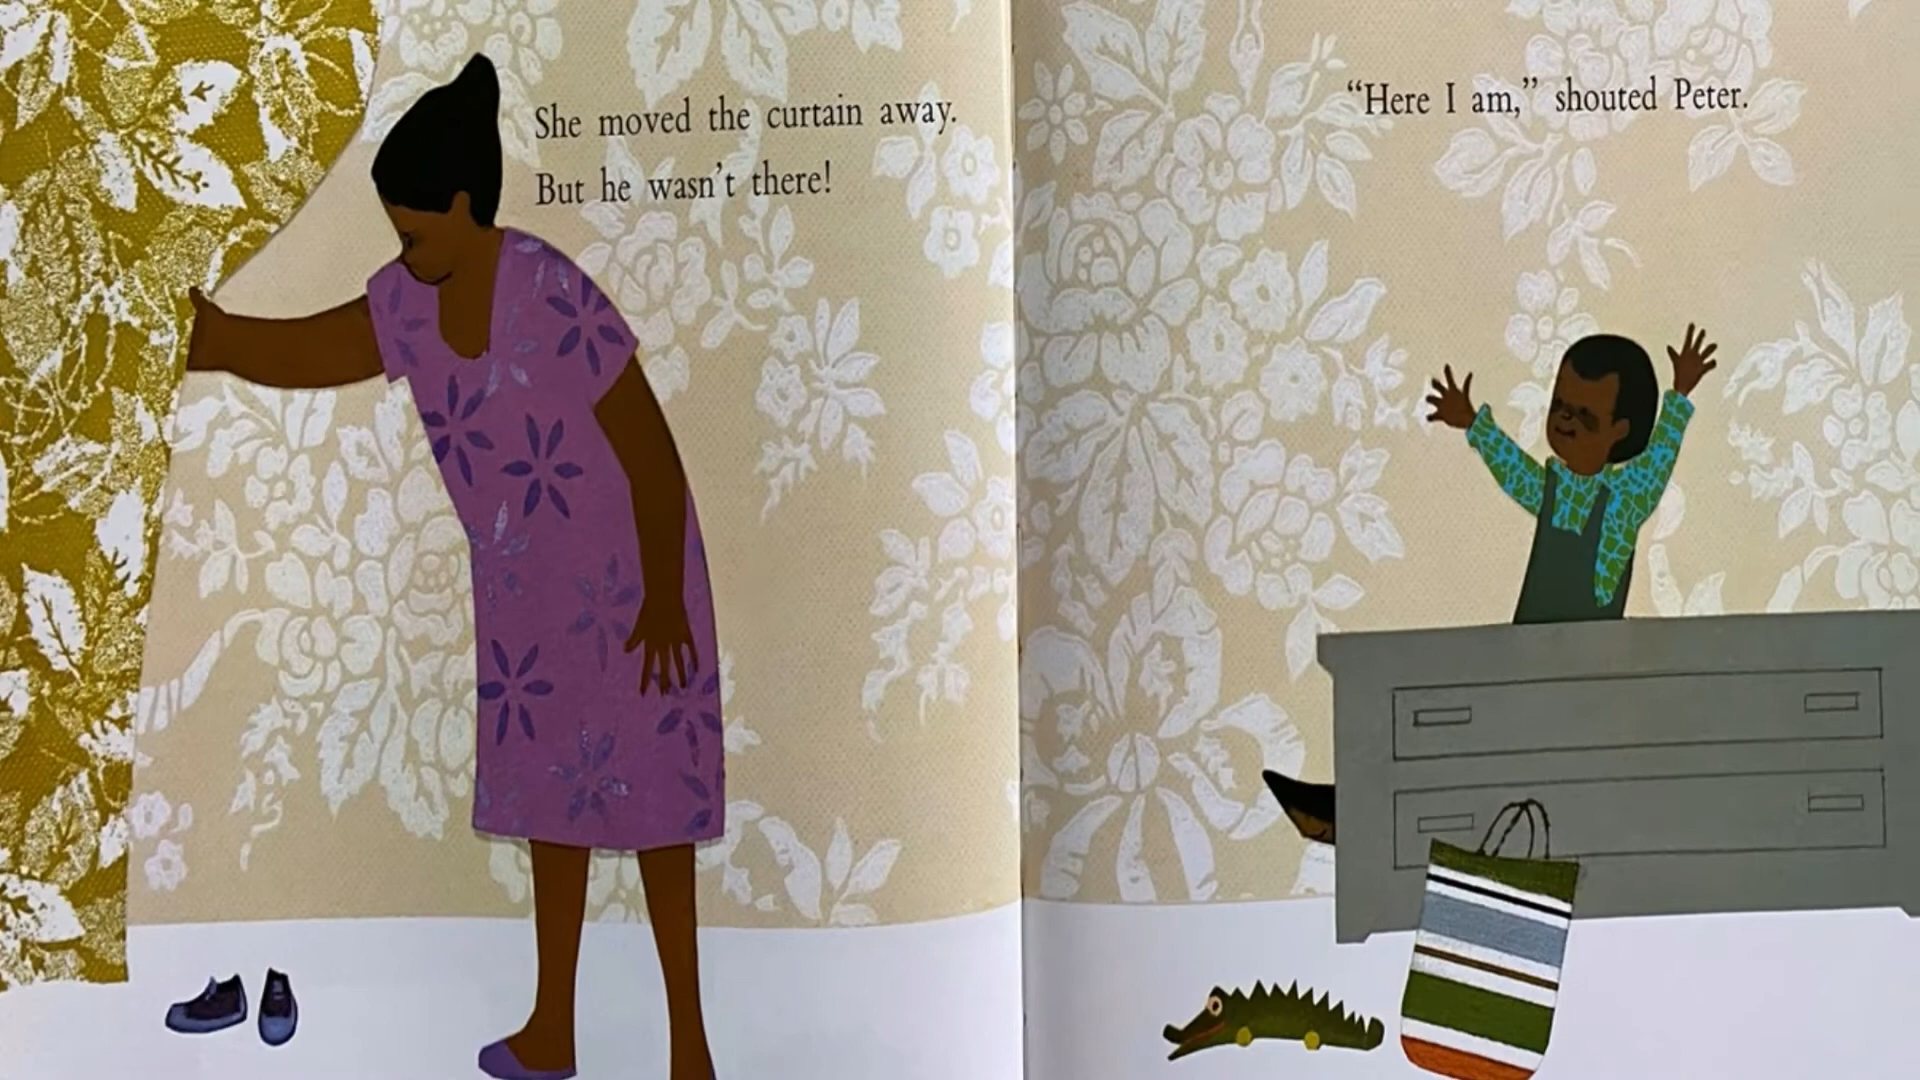 She moved the curtain away.
But he wasn't there!
“Here I am,” shouted Peter.